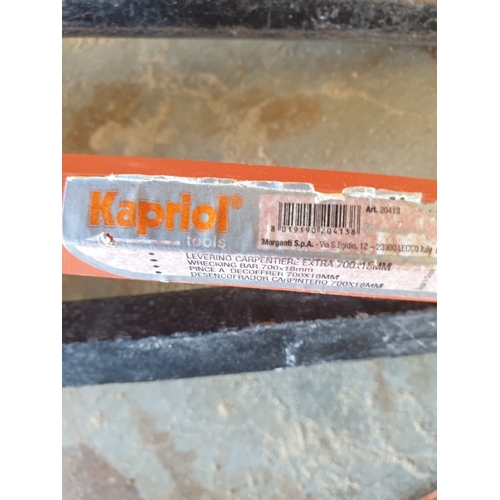 Kapriol®
tools
Art. 20413
8 019190 204138
Morganti S.p.A. - Via S.Egidio, 12 - 23900 LECCO Italy
LEVERINO CARPENTIERE EXTRA 700x18MM
WRECKING BAR 700x18mm
PINCE A DECOFFRER 700X18MM
DESENCOFRADOR CARPINTERO 700X18MM